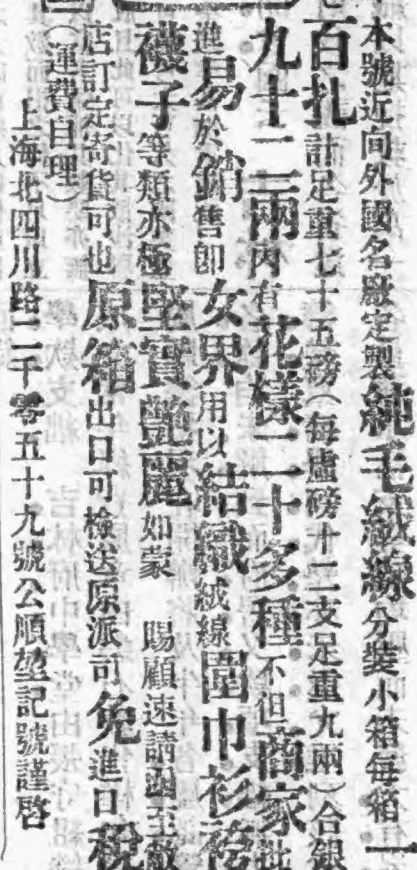 本號近向外國名廠定製純毛絨線分裝小箱每箱一
百扎計足重七十五磅（每虛磅十二支足重九兩）合銀
九十二三兩內有花樣二十多種不但商家批
進易於銷售卽女界用以結織絨線圍巾衫袴
襪子等類亦極堅實艷麗如蒙　賜顧速請函至敝
店訂定寄貨可也原箱出口可檢送原派司免進口稅
（運費自理）
上海北四川路二千零五十九號公順堃記號謹啓